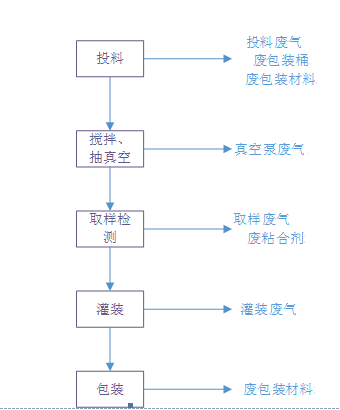 投料
投料废气
废包装桶
废包装材料
搅拌、
抽真空
真空泵废气
取样检
测
取样废气
废粘合剂
灌装
灌装废气
包装
废包装材料